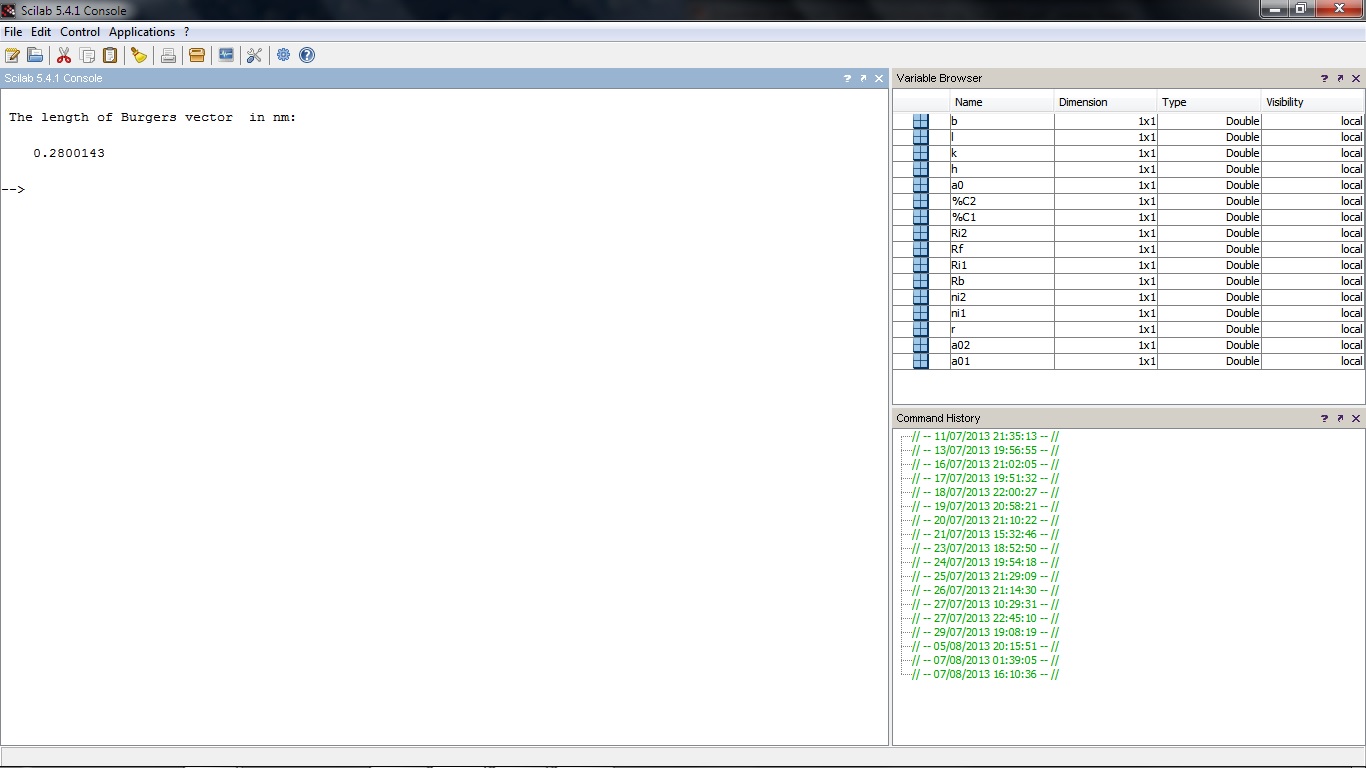 Scilab 5.4.1 Console
File Edit Control Applications ?
Scilab 5.4.1 Console ?
The length of Burgers vector  in nm:
0.2800143
-->
Variable Browser ?
Name Dimension Type Visibility
b 1x1 Double local
l 1x1 Double local
k 1x1 Double local
h 1x1 Double local
a0 1x1 Double local
%C2 1x1 Double local
%C1 1x1 Double local
Ri2 1x1 Double local
Rf 1x1 Double local
Ri1 1x1 Double local
Rb 1x1 Double local
ni2 1x1 Double local
ni1 1x1 Double local
r 1x1 Double local
a02 1x1 Double local
a01 1x1 Double local
Command History ?
// -- 11/07/2013 21:35:13 -- //
// -- 13/07/2013 19:56:55 -- //
// -- 16/07/2013 21:02:05 -- //
// -- 17/07/2013 19:51:32 -- //
// -- 18/07/2013 22:00:27 -- //
// -- 19/07/2013 20:58:21 -- //
// -- 20/07/2013 21:10:22 -- //
// -- 21/07/2013 15:32:46 -- //
// -- 23/07/2013 18:52:50 -- //
// -- 24/07/2013 19:54:18 -- //
// -- 25/07/2013 21:29:09 -- //
// -- 26/07/2013 21:14:30 -- //
// -- 27/07/2013 10:29:31 -- //
// -- 27/07/2013 22:45:10 -- //
// -- 29/07/2013 19:08:19 -- //
// -- 05/08/2013 20:15:51 -- //
// -- 07/08/2013 01:39:05 -- //
// -- 07/08/2013 16:10:36 -- //